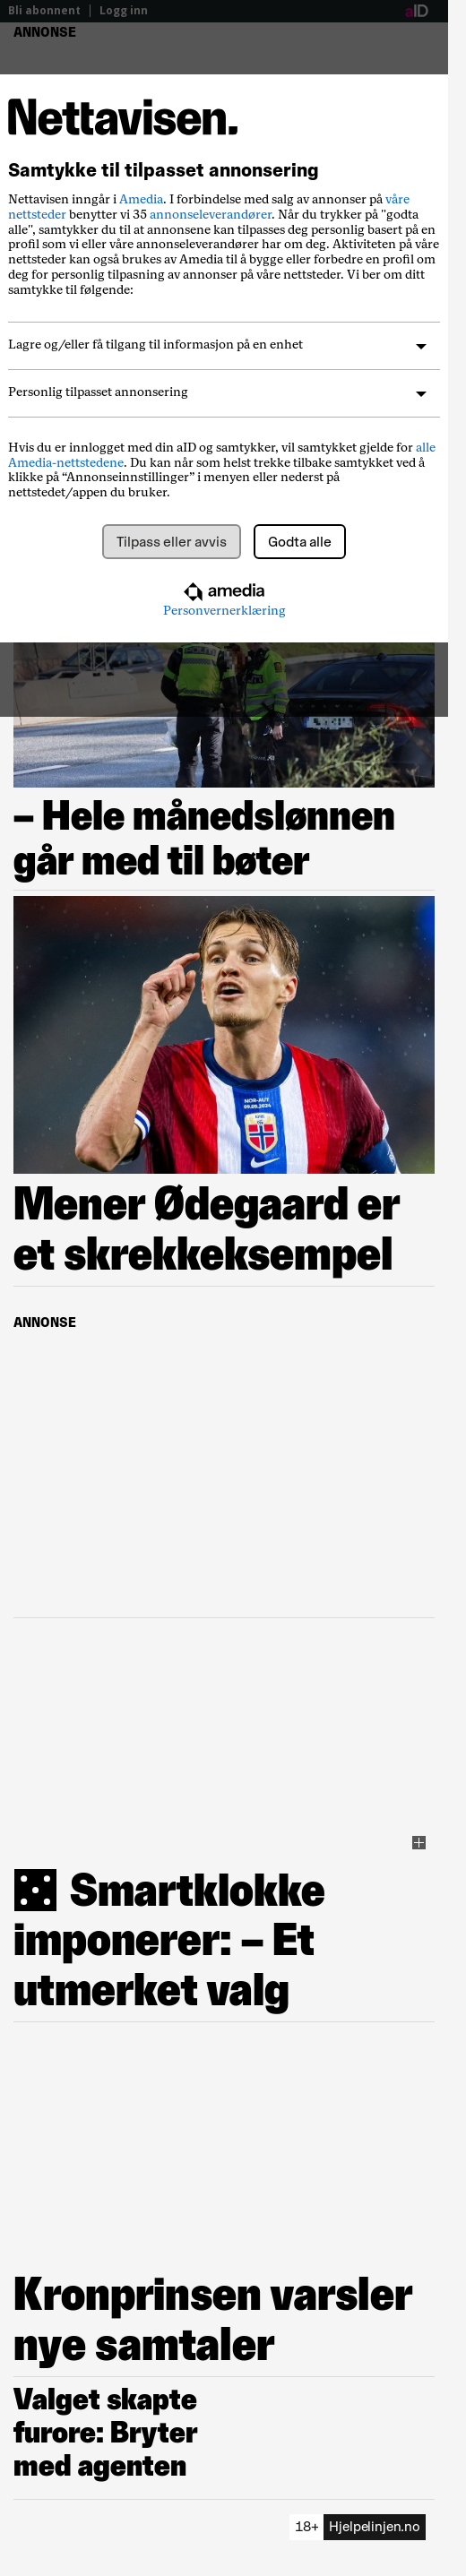 Bli abonnent | Logg inn aID
ANNONSE
Nettavisen.
Samtykke til tilpasset annonsering
Nettavisen inngår i Amedia. I forbindelse med salg av annonser på våre
nettsteder benytter vi 35 annonseleverandører. Når du trykker på "godta
alle", samtykker du til at annonsene kan tilpasses deg personlig basert på en
profil som vi eller våre annonseleverandører har om deg. Aktiviteten på våre
nettsteder kan også brukes av Amedia til å bygge eller forbedre en profil om
deg for personlig tilpasning av annonser på våre nettsteder. Vi ber om ditt
samtykke til følgende:
Lagre og/eller få tilgang til informasjon på en enhet
Personlig tilpasset annonsering
Hvis du er innlogget med din aID og samtykker, vil samtykket gjelde for alle
Amedia-nettstedene. Du kan når som helst trekke tilbake samtykket ved å
klikke på “Annonseinnstillinger” i menyen eller nederst på
nettstedet/appen du bruker.
Tilpass eller avvis Godta alle
amedia
Personvernerklæring
– Hele månedslønnen
går med til bøter
NOR-AUT
09.09.2024
Mener Ødegaard er
et skrekkeksempel
ANNONSE
Smartklokke
imponerer: – Et
utmerket valg
Kronprinsen varsler
nye samtaler
Valget skapte
furore: Bryter
med agenten
18+ Hjelpelinjen.no